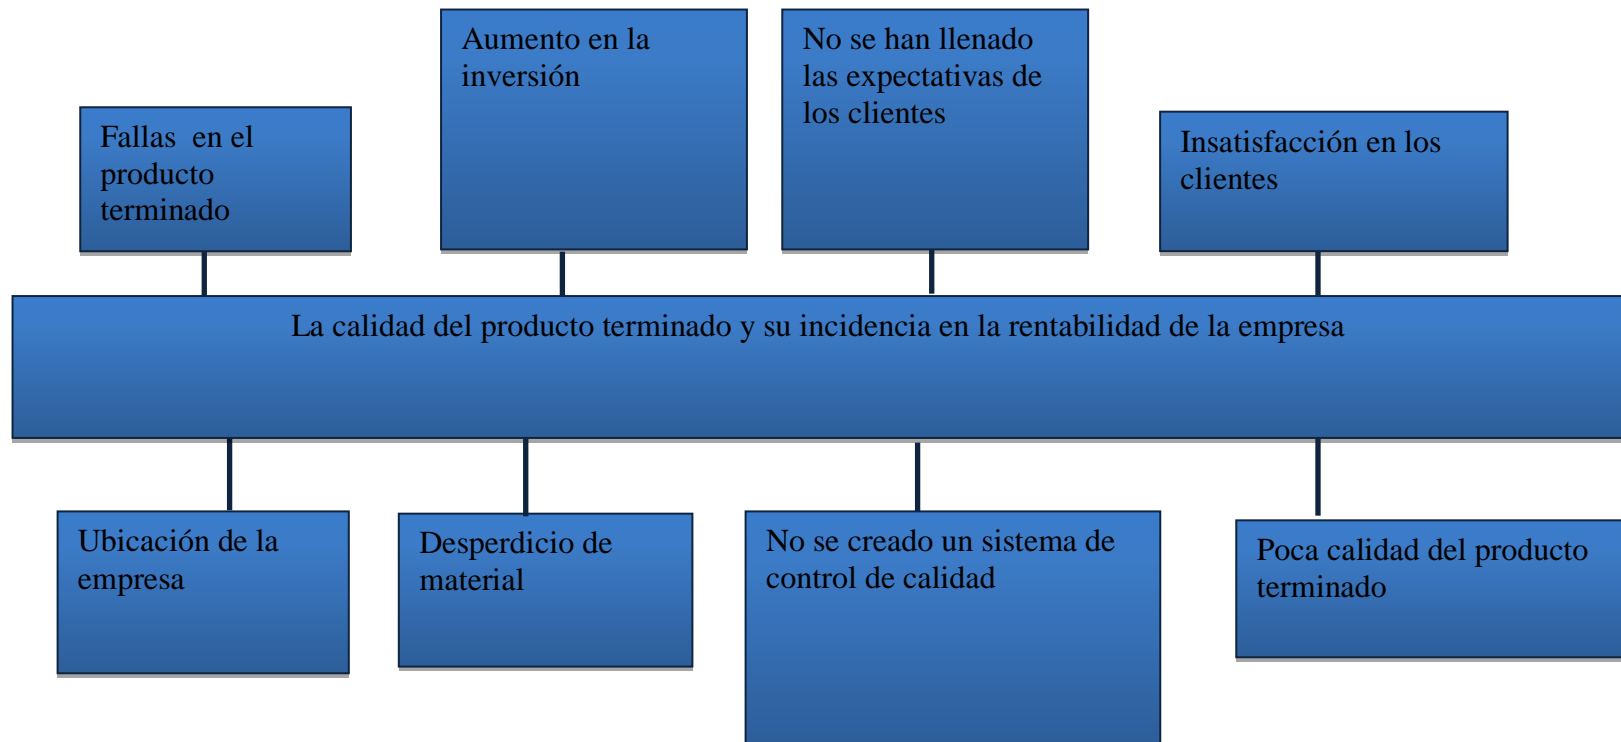 Aumento en la
inversión
No se han llenado
las expectativas de
los clientes
Fallas  en el
producto
terminado
Insatisfacción en los
clientes
La calidad del producto terminado y su incidencia en la rentabilidad de la empresa
Ubicación de la
empresa
Desperdicio de
material
No se creado un sistema de
control de calidad
Poca calidad del producto
terminado